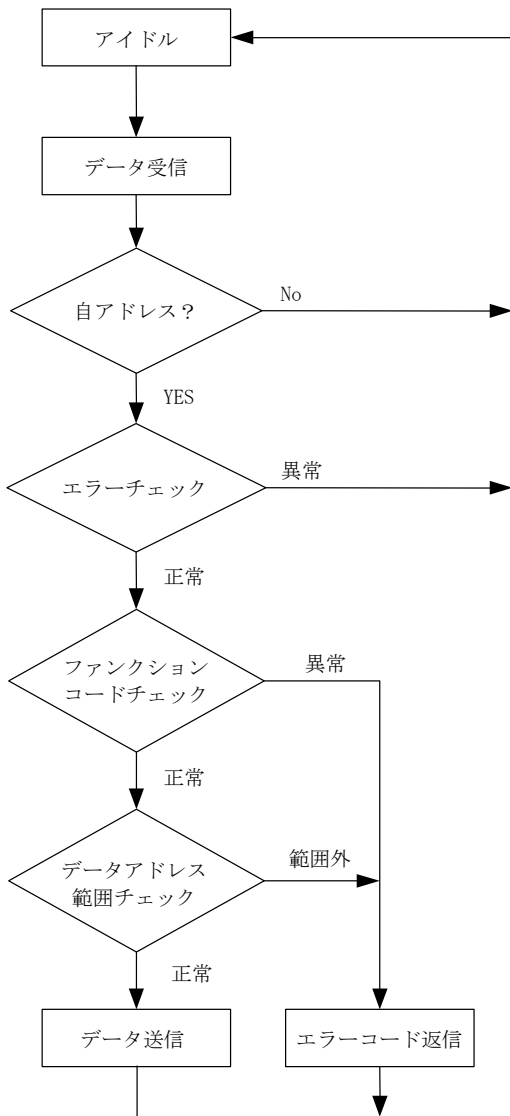 アイドル
データ受信
自アドレス?
No
YES
エラーチェック
異常
正常
ファンクション
コードチェック
異常
正常
データアドレス
範囲チェック
範囲外
正常
データ送信
エラーコード返信